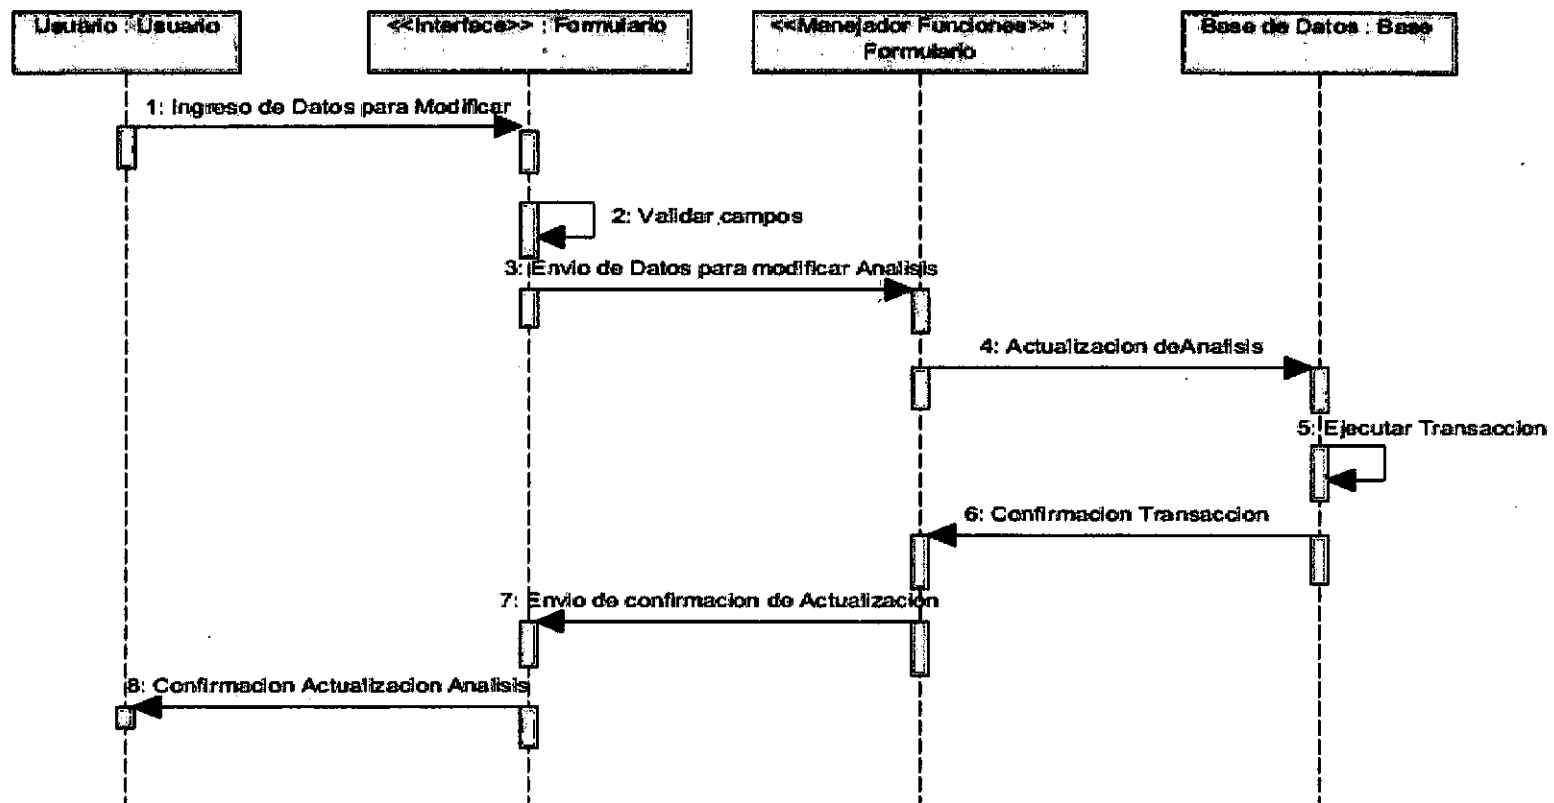 Usuario : Usuario
<<Interface>> : Formulario
<<Manejador Funciones>> :
Formulario
Base de Datos : Base
1: Ingreso de Datos para Modificar
2: Validar campos
3: Envio de Datos para modificar Analisis
4: Actualizacion deAnalisis
5: Ejecutar Transaccion
6: Confirmacion Transaccion
7: Envio de confirmacion de Actualizacion
8: Confirmacion Actualizacion Analisis